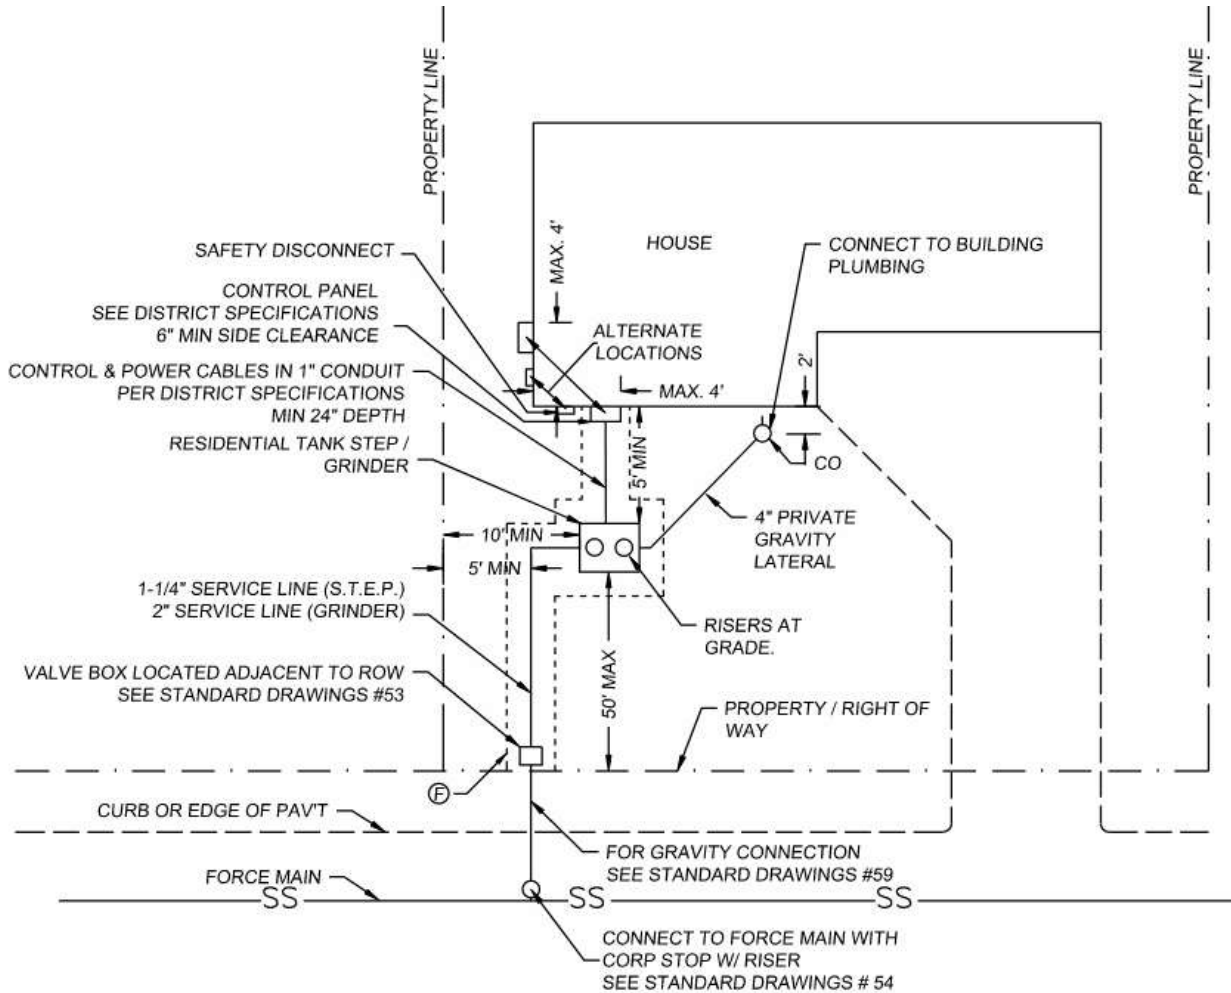 PROPERTY LINE
PROPERTY LINE
HOUSE
MAX. 4'
SAFETY DISCONNECT
CONTROL PANEL
SEE DISTRICT SPECIFICATIONS
6" MIN SIDE CLEARANCE
CONTROL & POWER CABLES IN 1" CONDUIT
PER DISTRICT SPECIFICATIONS
MIN 24" DEPTH
RESIDENTIAL TANK STEP /
GRINDER
ALTERNATE
LOCATIONS
MAX. 4'
CONNECT TO BUILDING
PLUMBING
2'
CO
5' MIN
10' MIN
5' MIN
4" PRIVATE
GRAVITY
LATERAL
1-1/4" SERVICE LINE (S.T.E.P.)
2" SERVICE LINE (GRINDER)
RISERS AT
GRADE.
VALVE BOX LOCATED ADJACENT TO ROW
SEE STANDARD DRAWINGS #53
50' MAX
PROPERTY / RIGHT OF
WAY
F
CURB OR EDGE OF PAV'T
FOR GRAVITY CONNECTION
SEE STANDARD DRAWINGS #59
FORCE MAIN
SS
SS
SS
CONNECT TO FORCE MAIN WITH
CORP STOP W/ RISER
SEE STANDARD DRAWINGS # 54